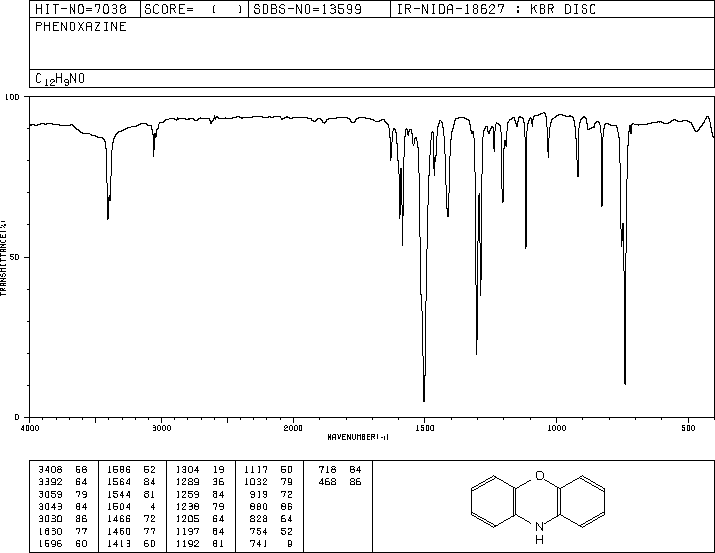 HIT-NO=7038 SCORE= ( ) SDBS-NO=13599 IR-NIDA-18627 : KBR DISC
PHENOXAZINE
C12H9NO
100
50
0
TRANSMITTANCE(%)
4000 3000 2000 1500 1000 500
WAVENUMBER(-1)
3408 58 1586 52 1304 19 1117 50 718 84
3392 64 1564 84 1289 36 1032 79 468 86
3059 79 1544 81 1259 84 919 72
3043 84 1504 4 1238 79 880 86
3030 86 1466 72 1205 64 828 64
1630 77 1460 77 1197 84 754 52
1596 60 1413 60 1192 81 741 9
O
N
H